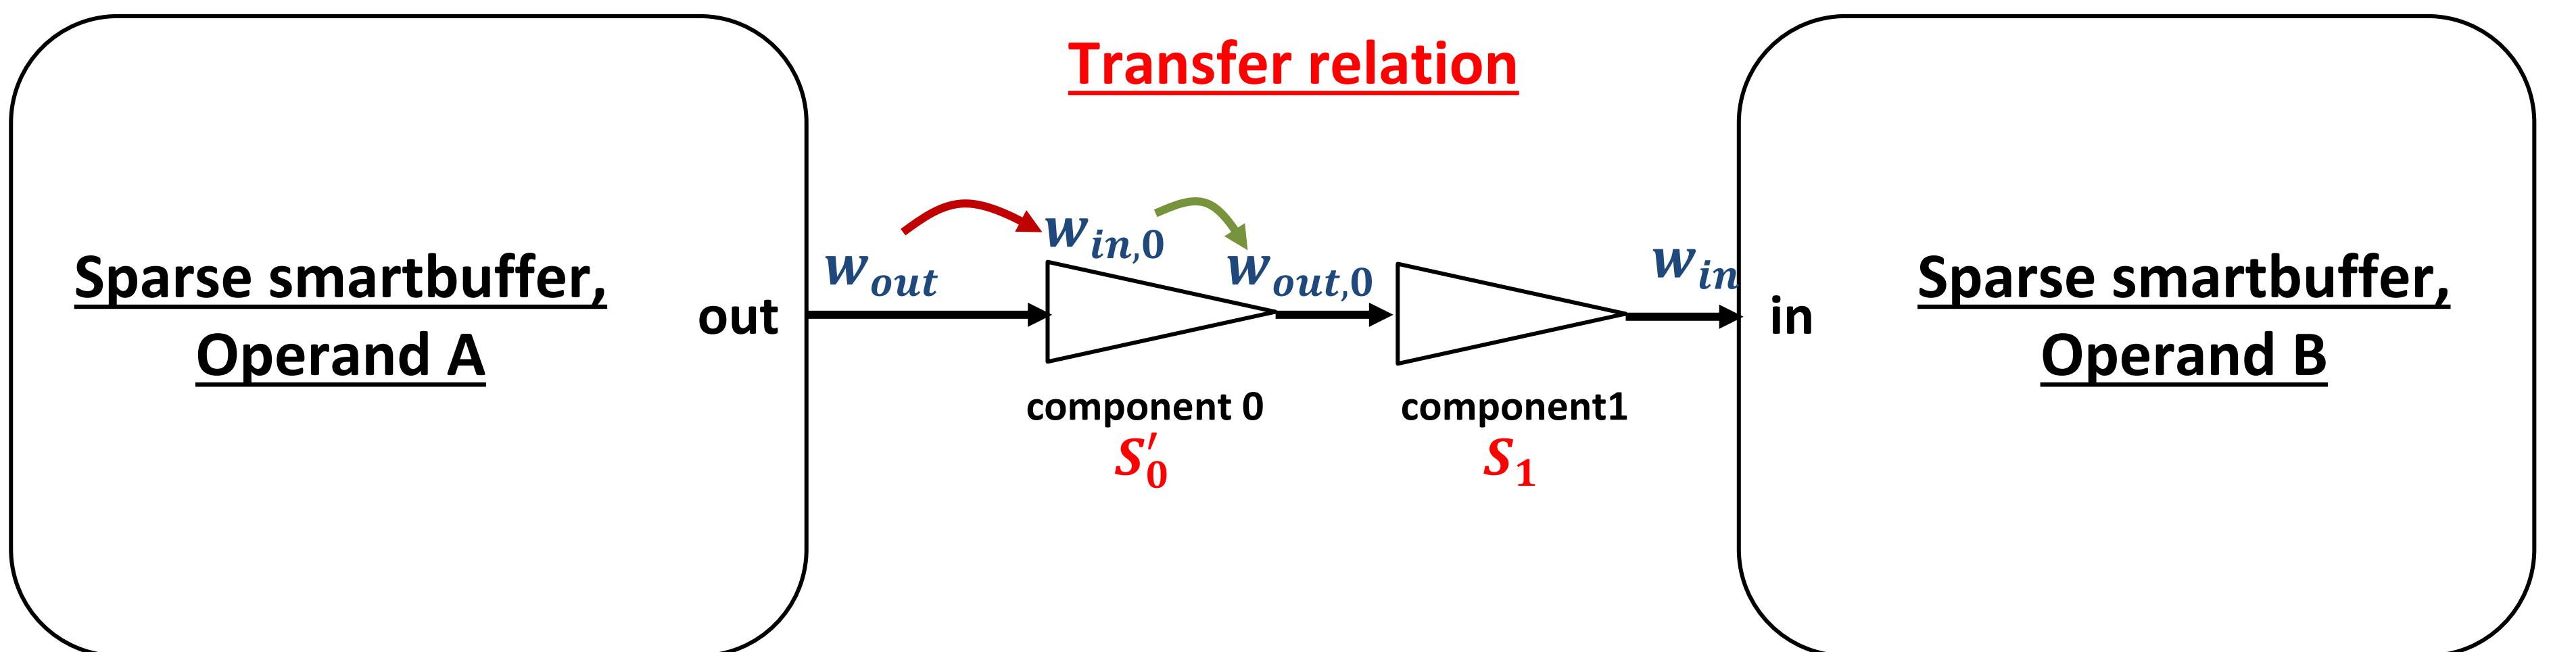 Transfer relation
Sparse smartbuffer,
Operand A
out
w_out
w_in,0
w_out,0
w_in
component 0
S′_0
component1
S_1
in
Sparse smartbuffer,
Operand B